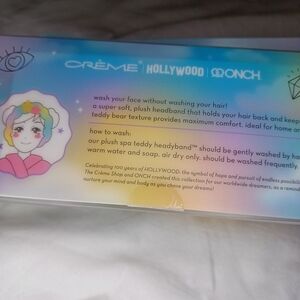 CRÈME | HOLLYWOOD | ONCH
wash your face without washing your hair!
a super-soft, plush headband that holds your hair back and keep
teddy bear texture provides maximum comfort. ideal for home or
how to wash:
our plush spa teddy headyband™ should be gently washed by ha
warm water and soap. air dry only. should be washed frequently.
Celebrating 100 years of HOLLYWOOD, the symbol of hope and pursuit of endless possibili
The Crème Shop and ONCH created this collection for our worldwide dreamers, as a remind
nurture your mind and body as you chase your dreams!